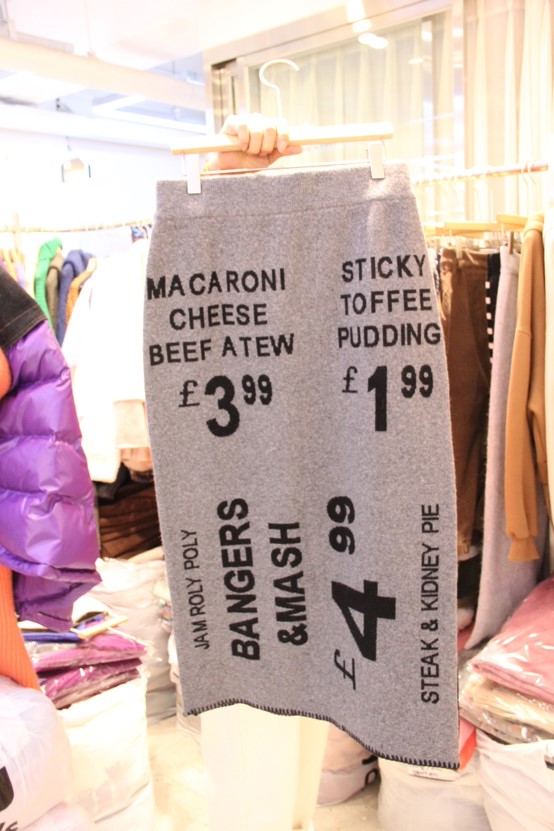 MACARONI
CHEESE
BEEF ATEW
£3.99
STICKY
TOFFEE
PUDDING
£1.99
JAM ROLY POLY
BANGERS
&MASH
£4.99
STEAK & KIDNEY PIE